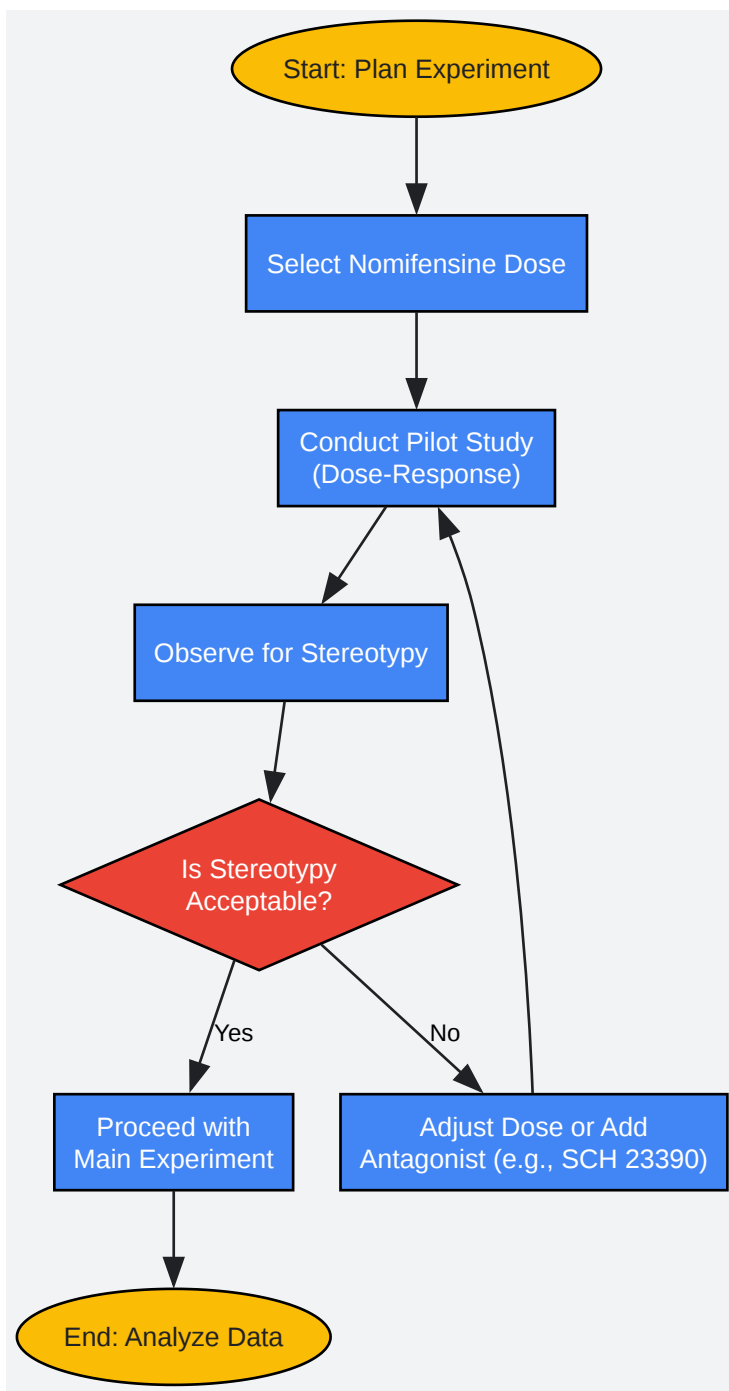 Start: Plan Experiment
Select Nomifensine Dose
Conduct Pilot Study
(Dose-Response)
Observe for Stereotypy
Is Stereotypy
Acceptable?
Yes
No
Proceed with
Main Experiment
Adjust Dose or Add
Antagonist (e.g., SCH 23390)
End: Analyze Data